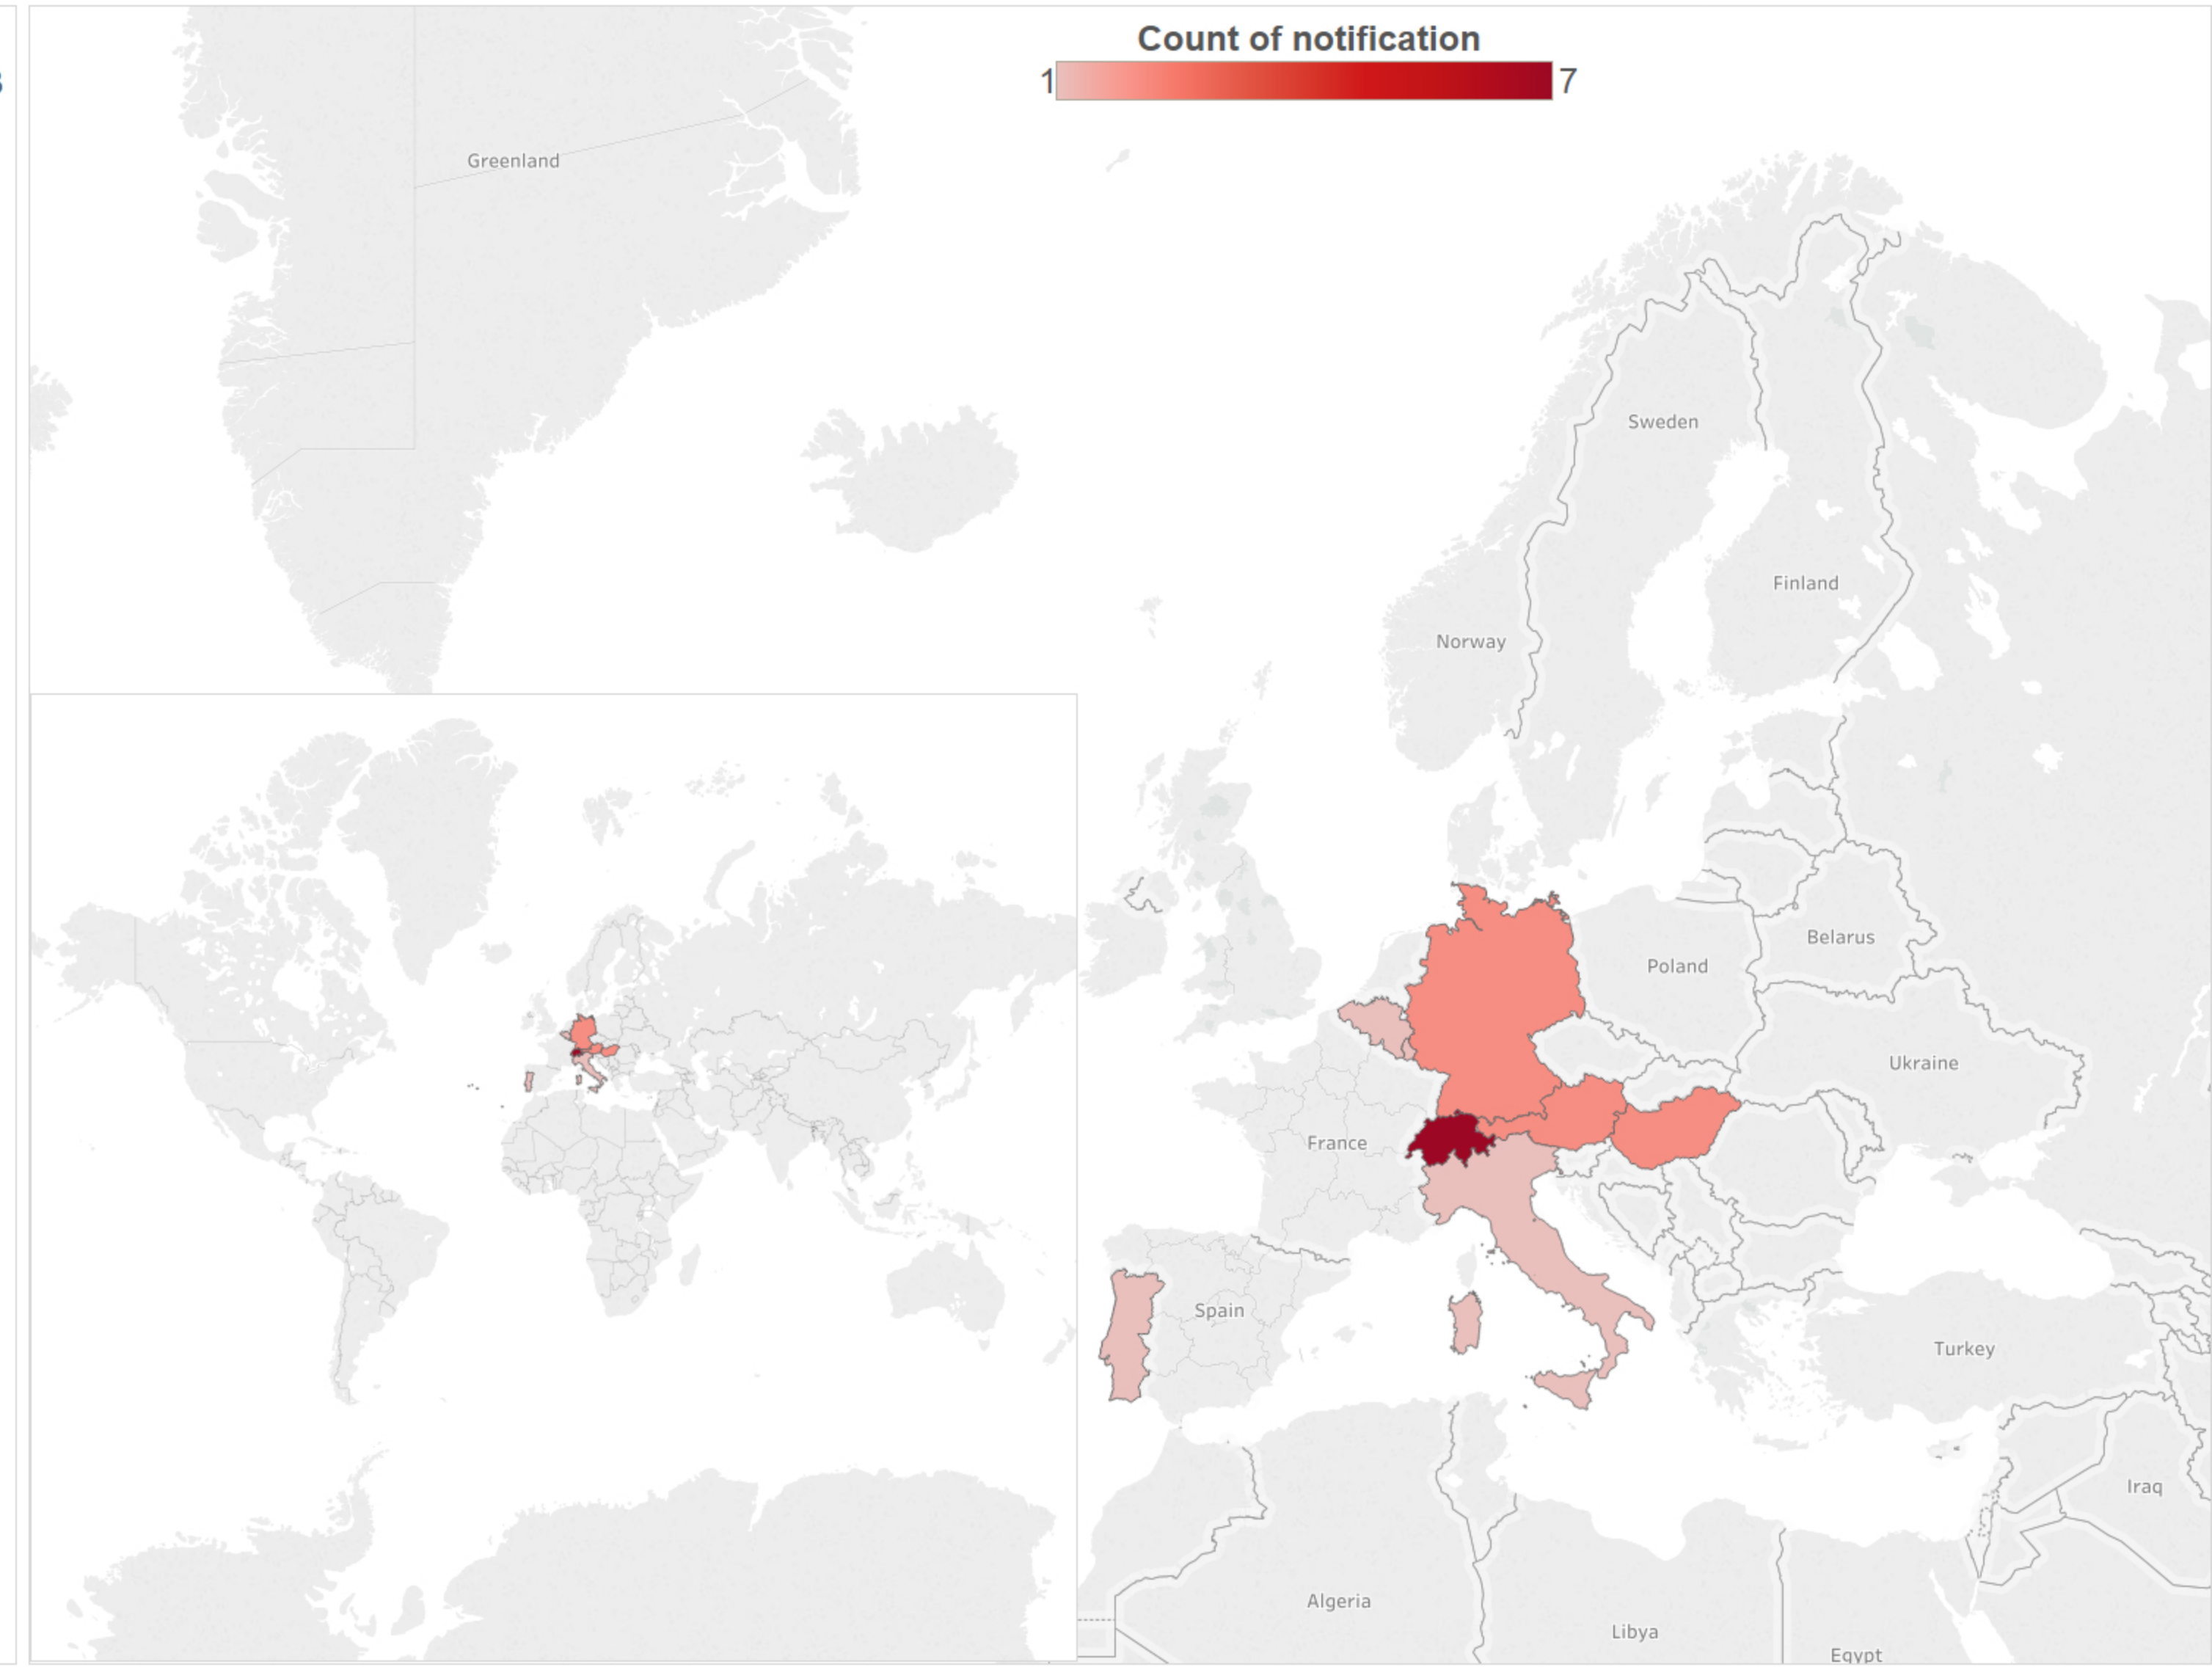 Count of notification
1 7
Greenland
Sweden
Finland
Norway
Belarus
Poland
Ukraine
France
Spain
Turkey
Iraq
Algeria
Libya
Egypt